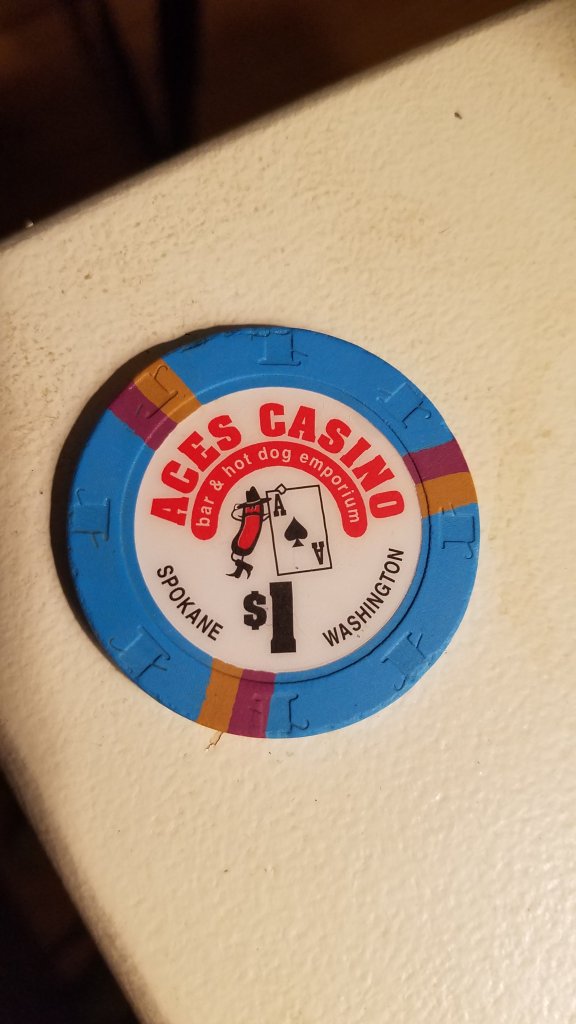 ACES CASINO
bar & hot dog emporium
A
A
$1
SPOKANE
WASHINGTON